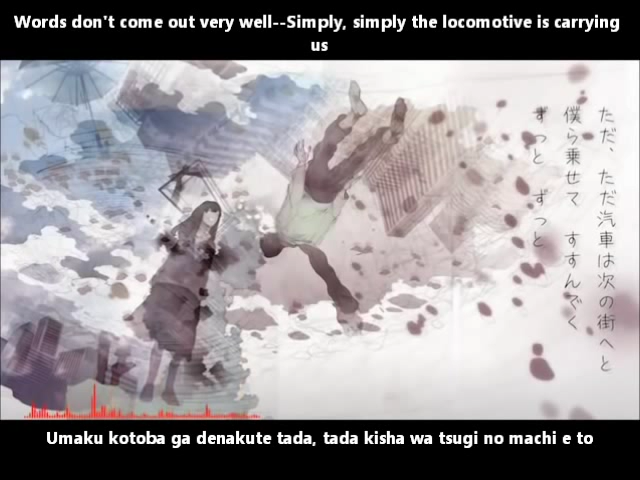 Words don't come out very well--Simply, simply the locomotive is carrying
us
ただ、ただ汽車は次の街へと
僕ら乗せて すすんでく
ずっと ずっと
Umaku kotoba ga denakute tada, tada kisha wa tsugi no machi e to